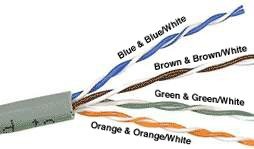 Blue & Blue/White
Brown & Brown/White
Green & Green/White
Orange & Orange/White